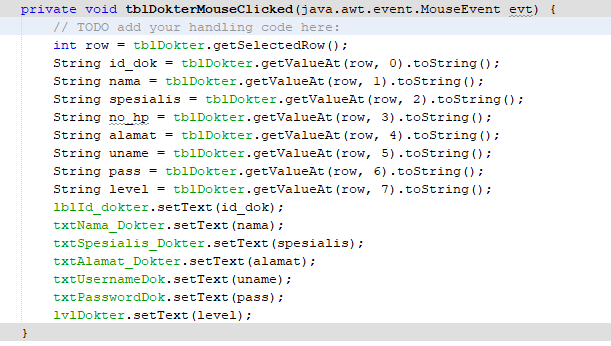 private void tblDokterMouseClicked(java.awt.event.MouseEvent evt) {
// TODO add your handling code here:
int row = tblDokter.getSelectedRow();
String id_dok = tblDokter.getValueAt(row, 0).toString();
String nama = tblDokter.getValueAt(row, 1).toString();
String spesialis = tblDokter.getValueAt(row, 2).toString();
String no_hp = tblDokter.getValueAt(row, 3).toString();
String alamat = tblDokter.getValueAt(row, 4).toString();
String uname = tblDokter.getValueAt(row, 5).toString();
String pass = tblDokter.getValueAt(row, 6).toString();
String level = tblDokter.getValueAt(row, 7).toString();
lblId_dokter.setText(id_dok);
txtNama_Dokter.setText(nama);
txtSpesialis_Dokter.setText(spesialis);
txtAlamat_Dokter.setText(alamat);
txtUsernameDok.setText(uname);
txtPasswordDok.setText(pass);
lvlDokter.setText(level);
}